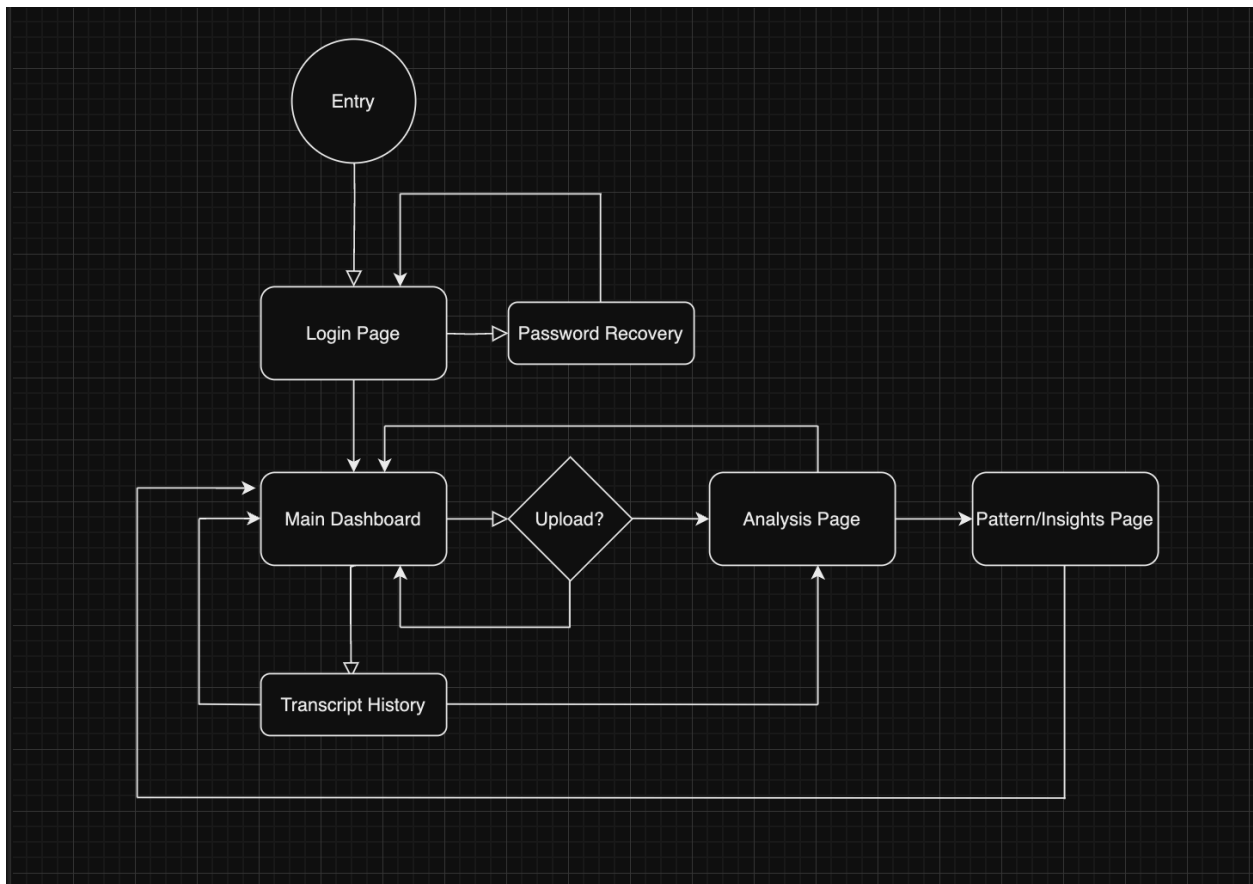 Entry
Login Page
Password Recovery
Main Dashboard
Upload?
Analysis Page
Pattern/Insights Page
Transcript History